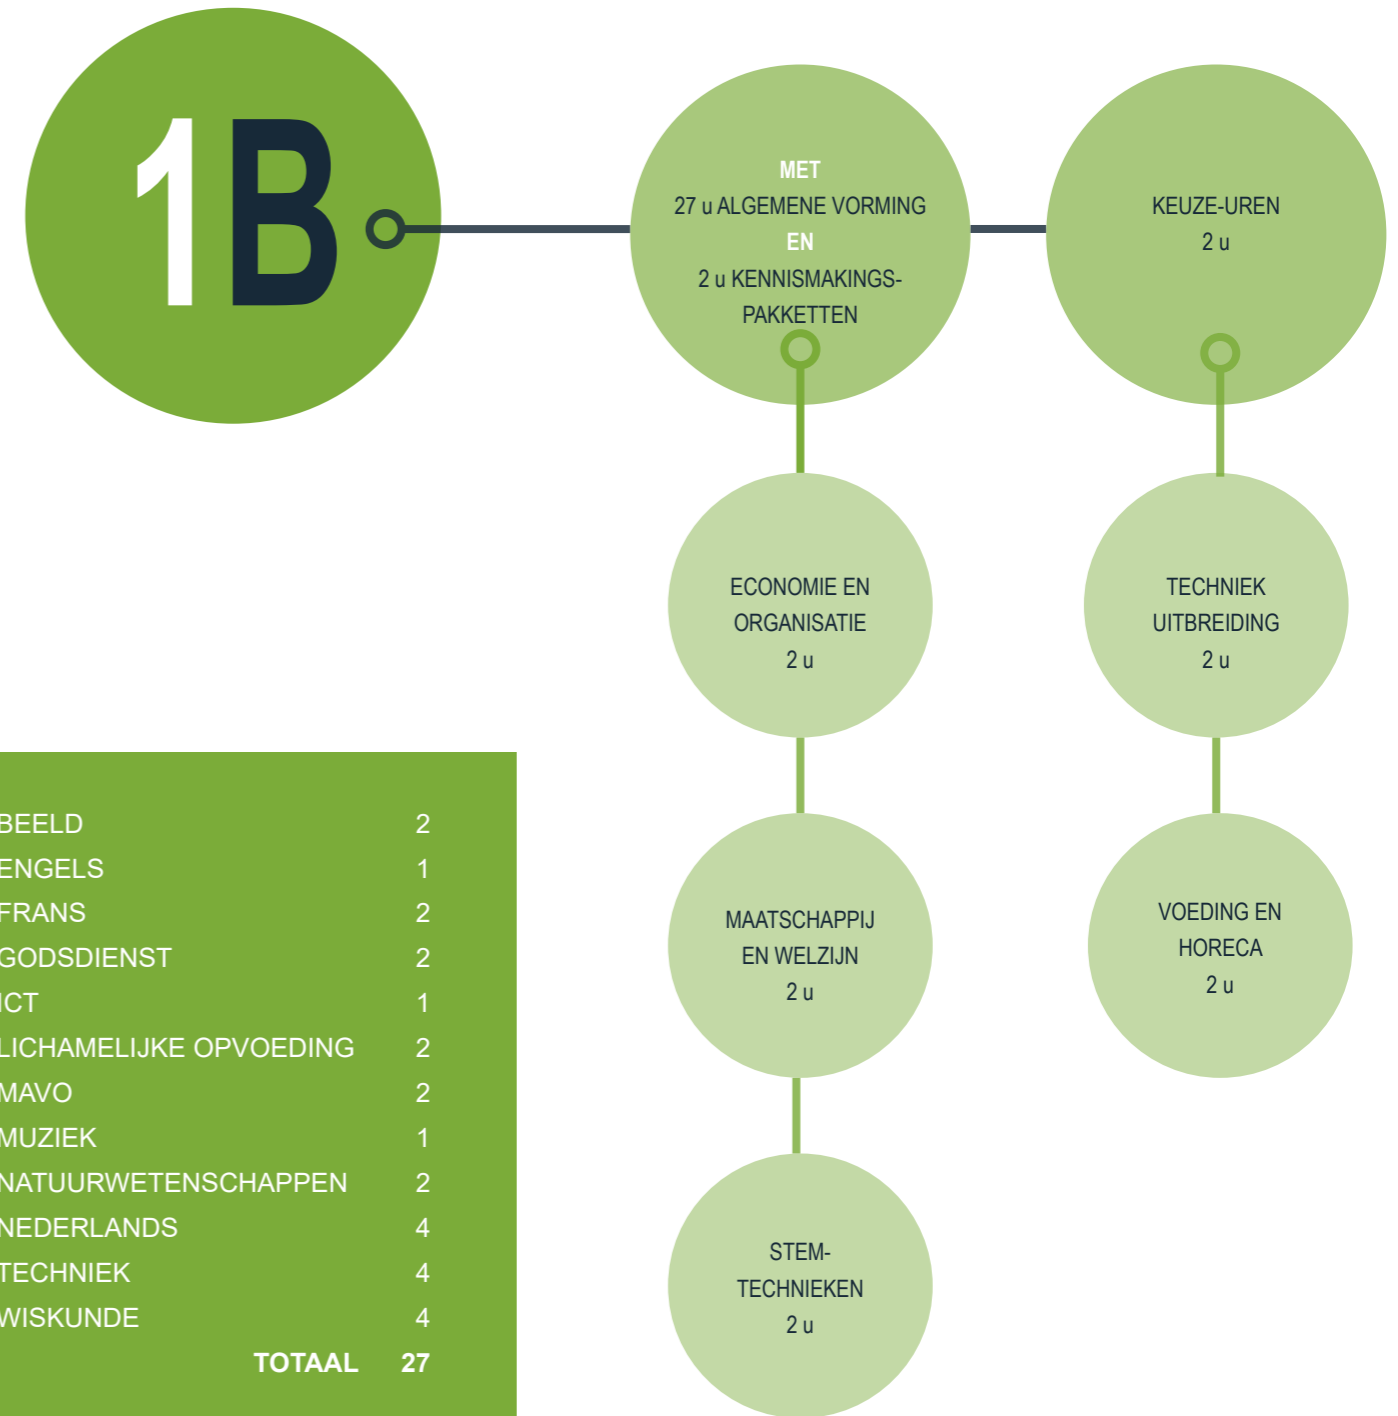 1B
MET
27 u ALGEMENE VORMING
EN
2 u KENNISMAKINGS-
PAKKETTEN
KEUZE-UREN
2 u
ECONOMIE EN
ORGANISATIE
2 u
TECHNIEK
UITBREIDING
2 u
MAATSCHAPPIJ
EN WELZIJN
2 u
VOEDING EN
HORECA
2 u
STEM-
TECHNIEKEN
2 u
BEELD 2
ENGELS 1
FRANS 2
GODSDIENST 2
ICT 1
LICHAMELIJKE OPVOEDING 2
MAVO 2
MUZIEK 1
NATUURWETENSCHAPPEN 2
NEDERLANDS 4
TECHNIEK 4
WISKUNDE 4
TOTAAL 27